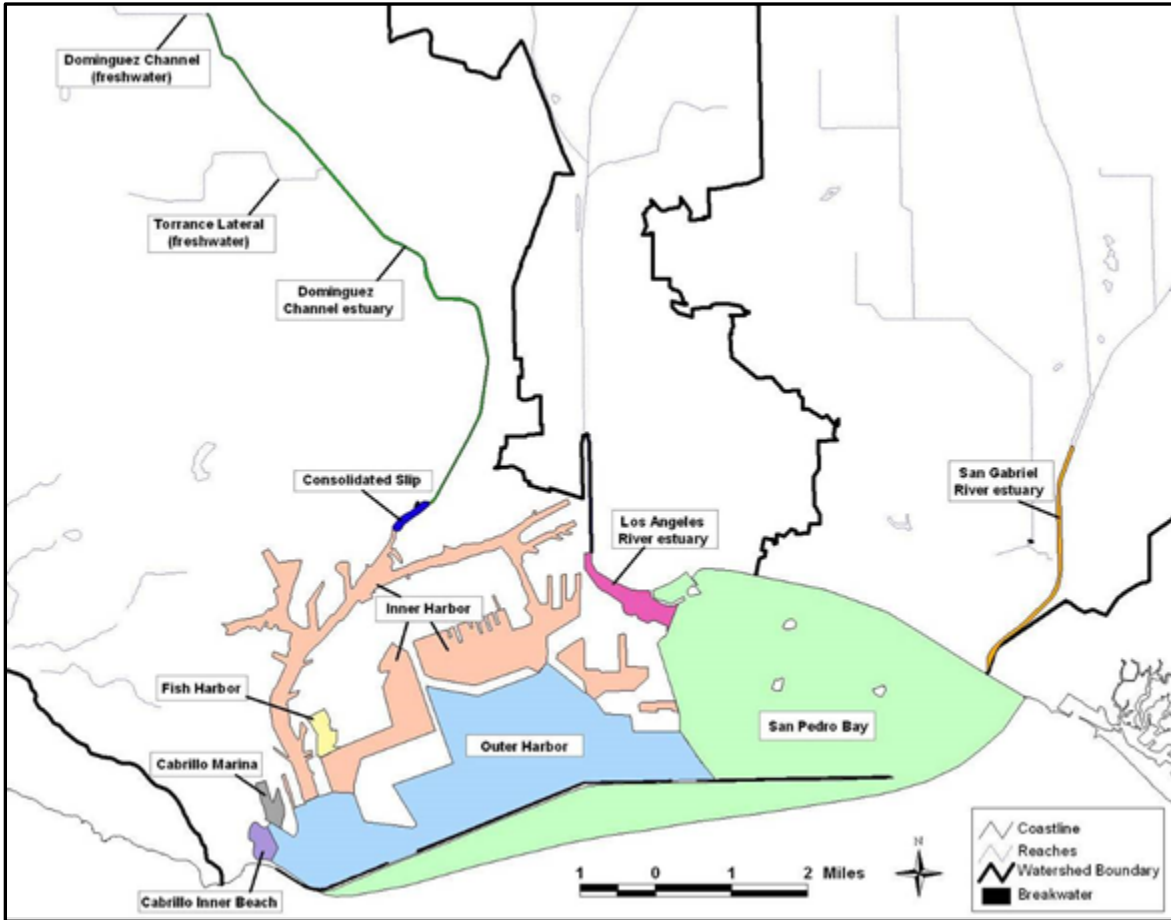 Dominguez Channel
(freshwater)
Torrance Lateral
(freshwater)
Dominguez
Channel estuary
Consolidated Slip
San Gabriel
River estuary
Los Angeles
River estuary
Inner Harbor
Fish Harbor
San Pedro Bay
Outer Harbor
Cabrillo Marina
Cabrillo Inner Beach
1 0 1 2 Miles
N
Coastline
Reaches
Watershed Boundary
Breakwater